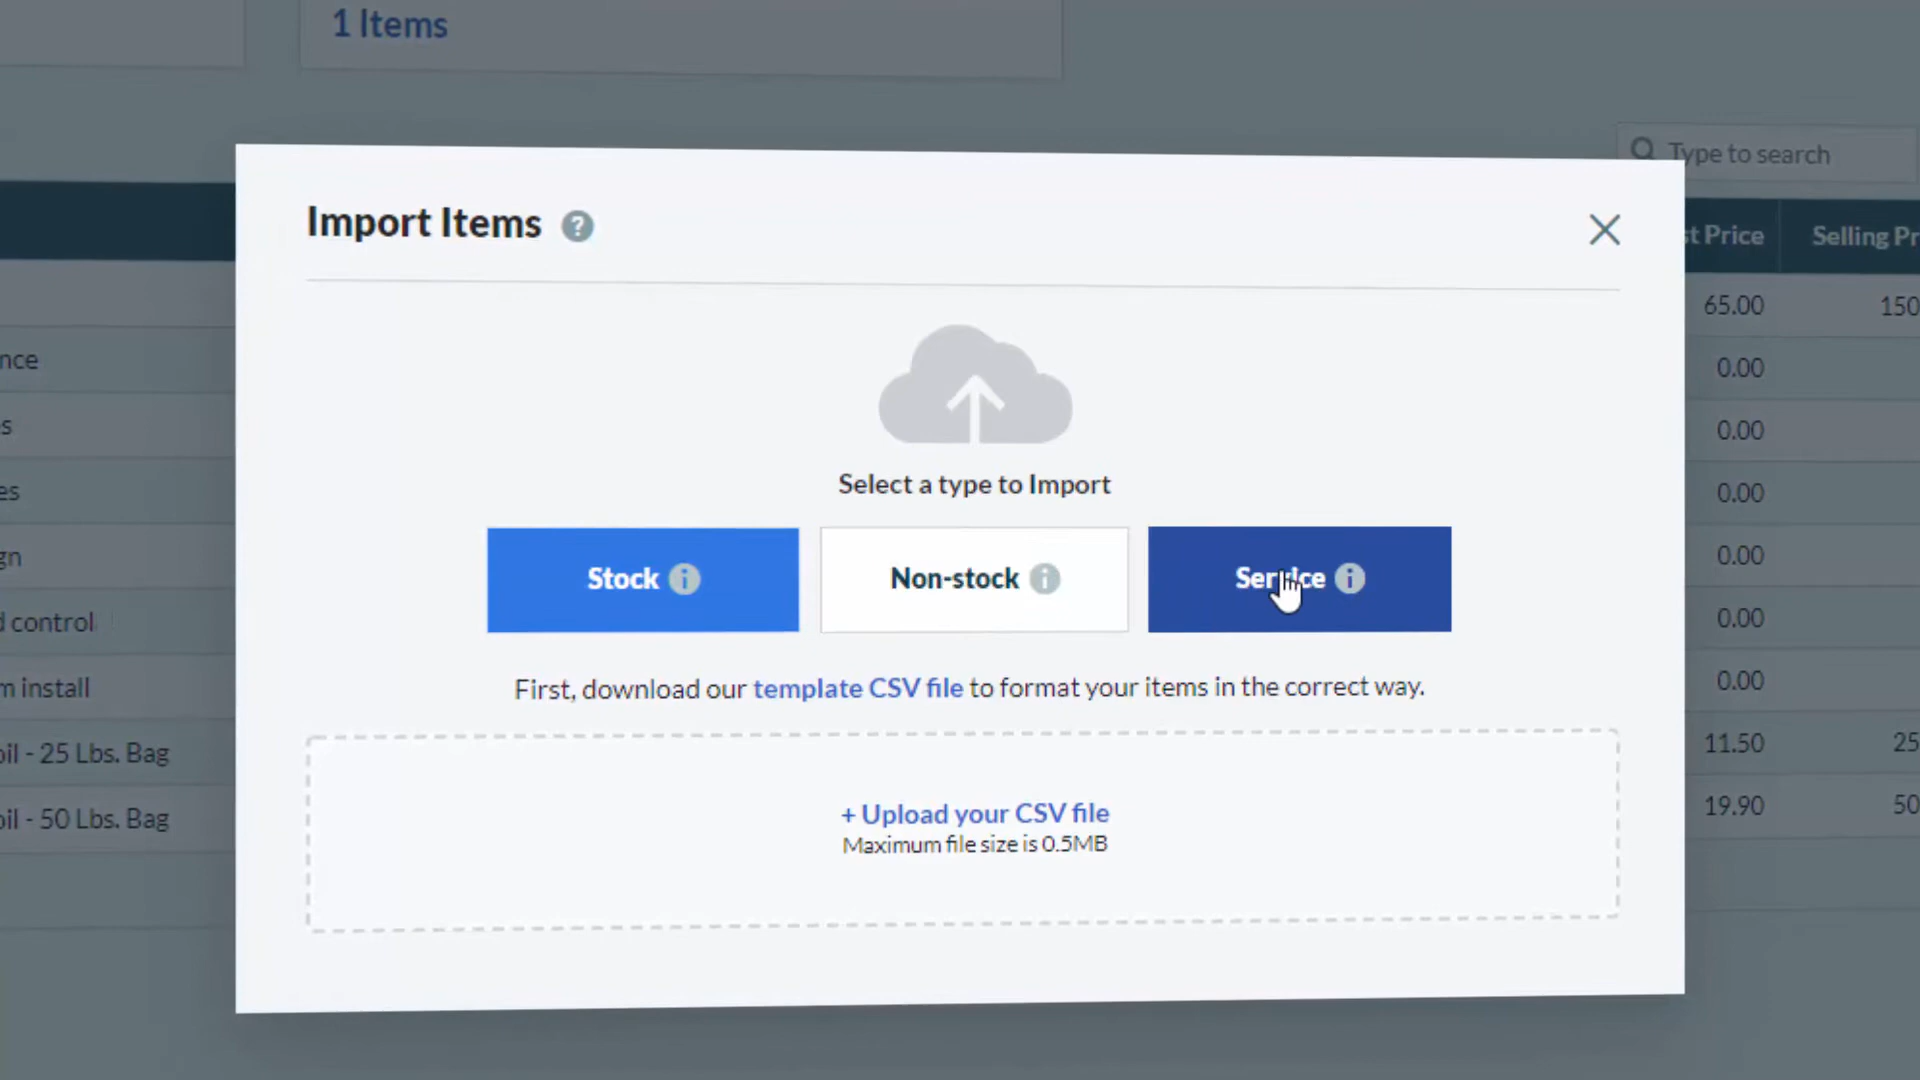 1 Items
Type to search
Import Items ?
st Price
Selling Pr
65.00
150
nce
0.00
s
0.00
Select a type to Import
es
0.00
gn
Stock i
Non-stock i
Service i
0.00
d control
0.00
m install
First, download our template CSV file to format your items in the correct way.
0.00
oil - 25 Lbs. Bag
11.50
25
oil - 50 Lbs. Bag
+ Upload your CSV file
19.90
50
Maximum file size is 0.5MB